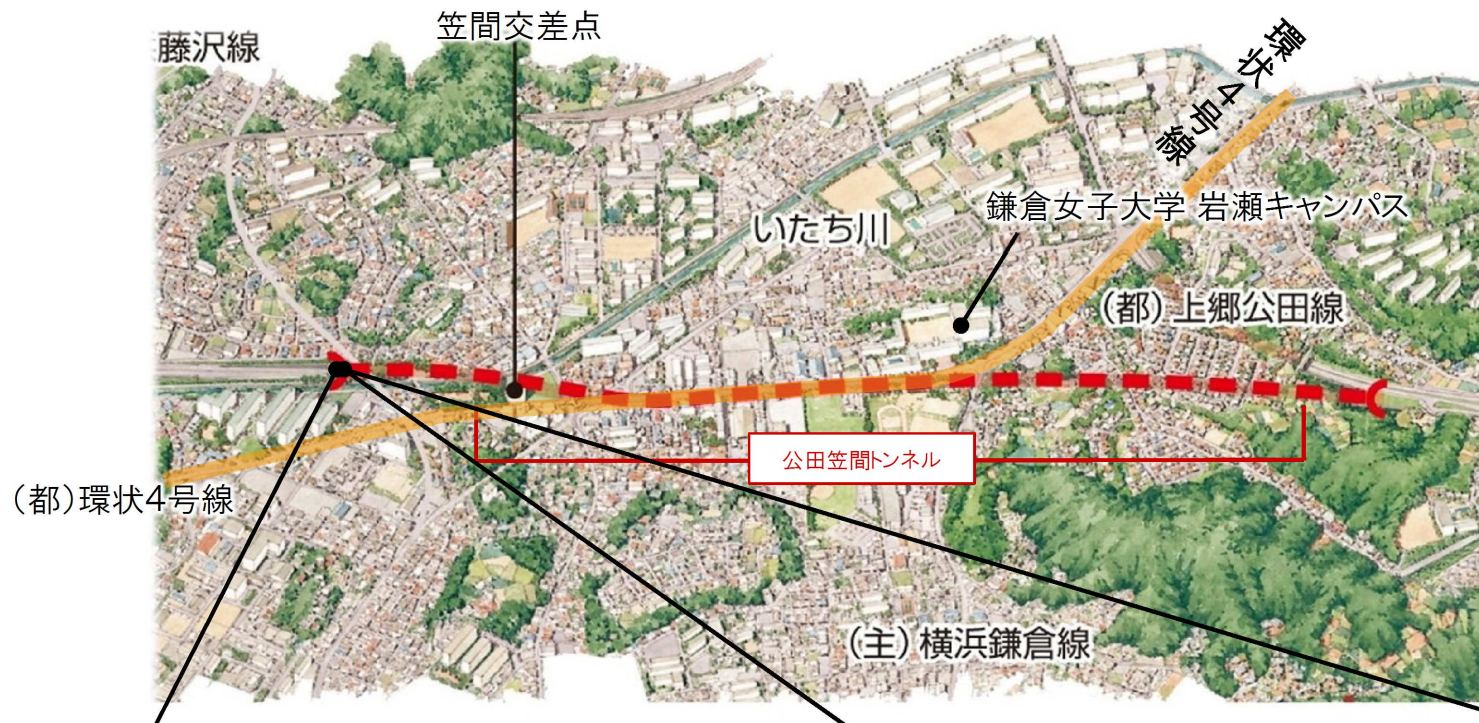 藤沢線
笠間交差点
環状4号線
鎌倉女子大学 岩瀬キャンパス
いたち川
(都)上郷公田線
公田笠間トンネル
(都)環状4号線
(主)横浜鎌倉線